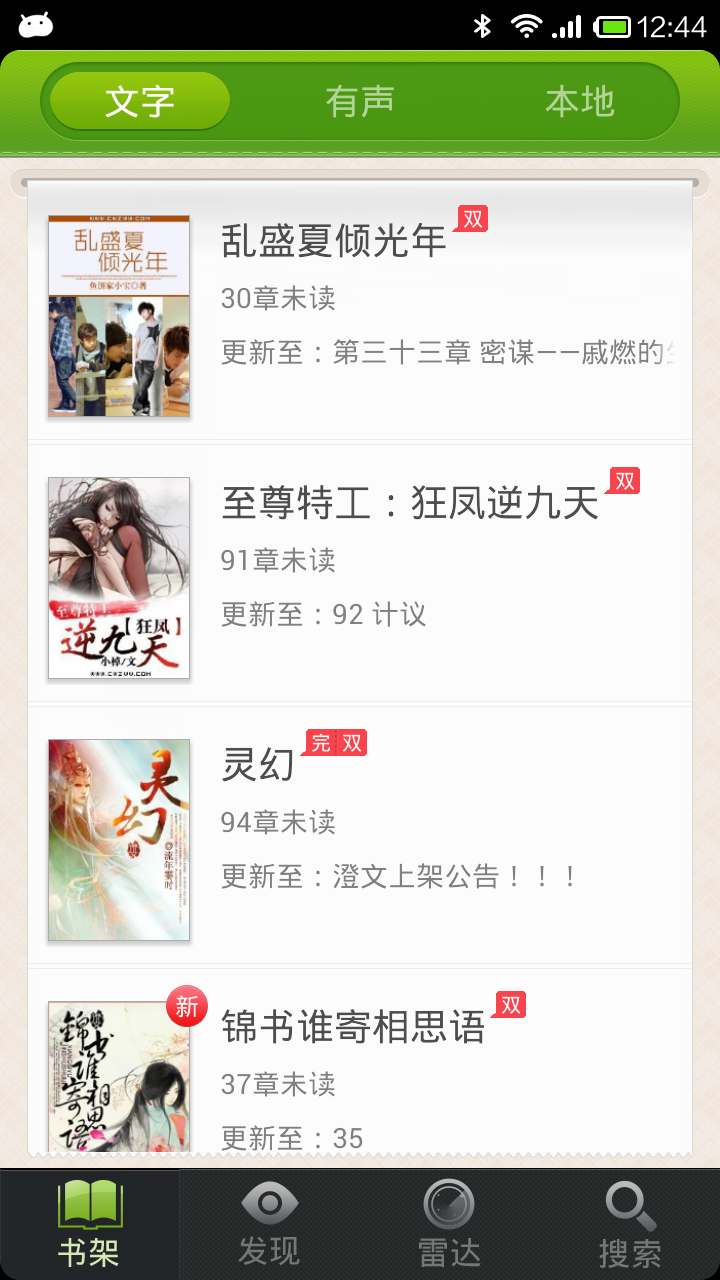 12:44
文字 有声 本地
WWW.CXZVV.COM
乱盛夏
倾光年
鱼饼家小宝◎著
乱盛夏倾光年 双
30章未读
更新至：第三十三章 密谋——戚燃的
至尊特工
逆九天
【狂凤】
小棹/文
至尊特工：狂凤逆九天 双
91章未读
更新至：92 计议
灵幻
流年霎时
灵幻 完 双
94章未读
更新至：澄文上架公告！！！
新
锦书谁寄相思语
锦书谁寄相思语 双
37章未读
更新至：35
书架 发现 雷达 搜索